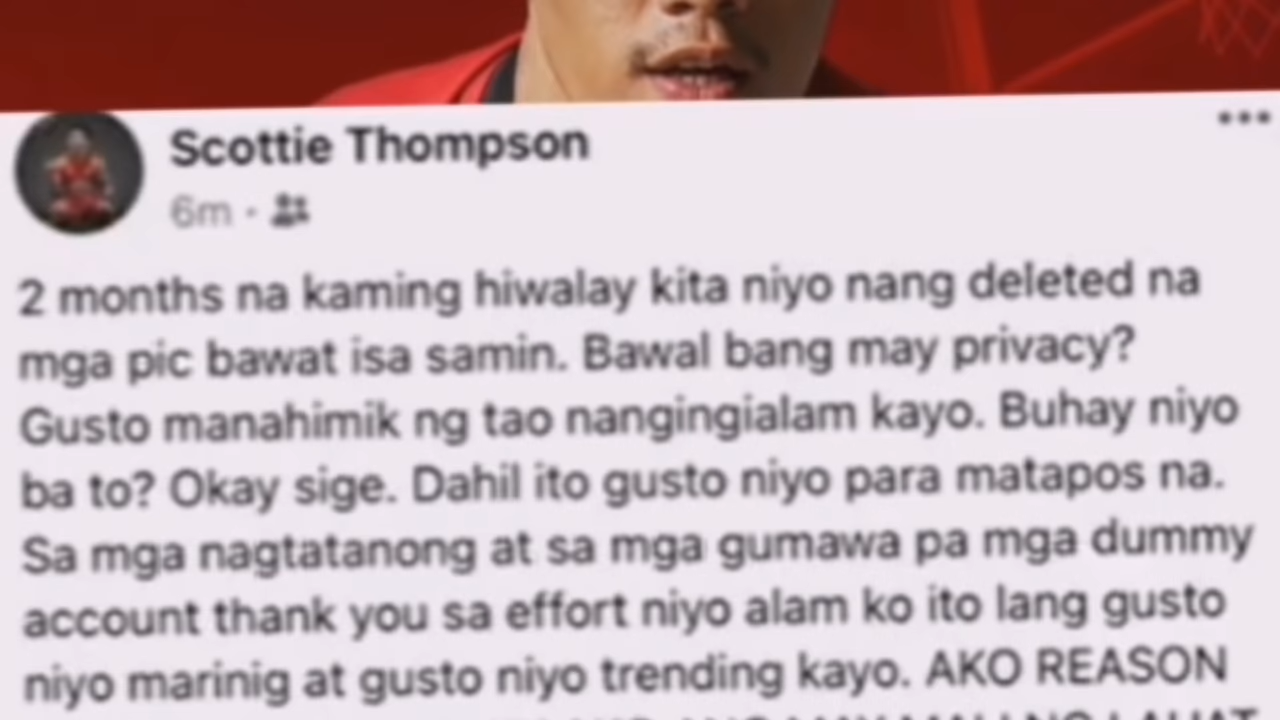 Scottie Thompson
6m
2 months na kaming hiwalay kita niyo nang deleted na
mga pic bawat isa samin. Bawal bang may privacy?
Gusto manahimik ng tao nangingialam kayo. Buhay niyo
ba to? Okay sige. Dahil ito gusto niyo para matapos na.
Sa mga nagtatanong at sa mga gumawa pa mga dummy
account thank you sa effort niyo alam ko ito lang gusto
niyo marinig at gusto niyo trending kayo. AKO REASON